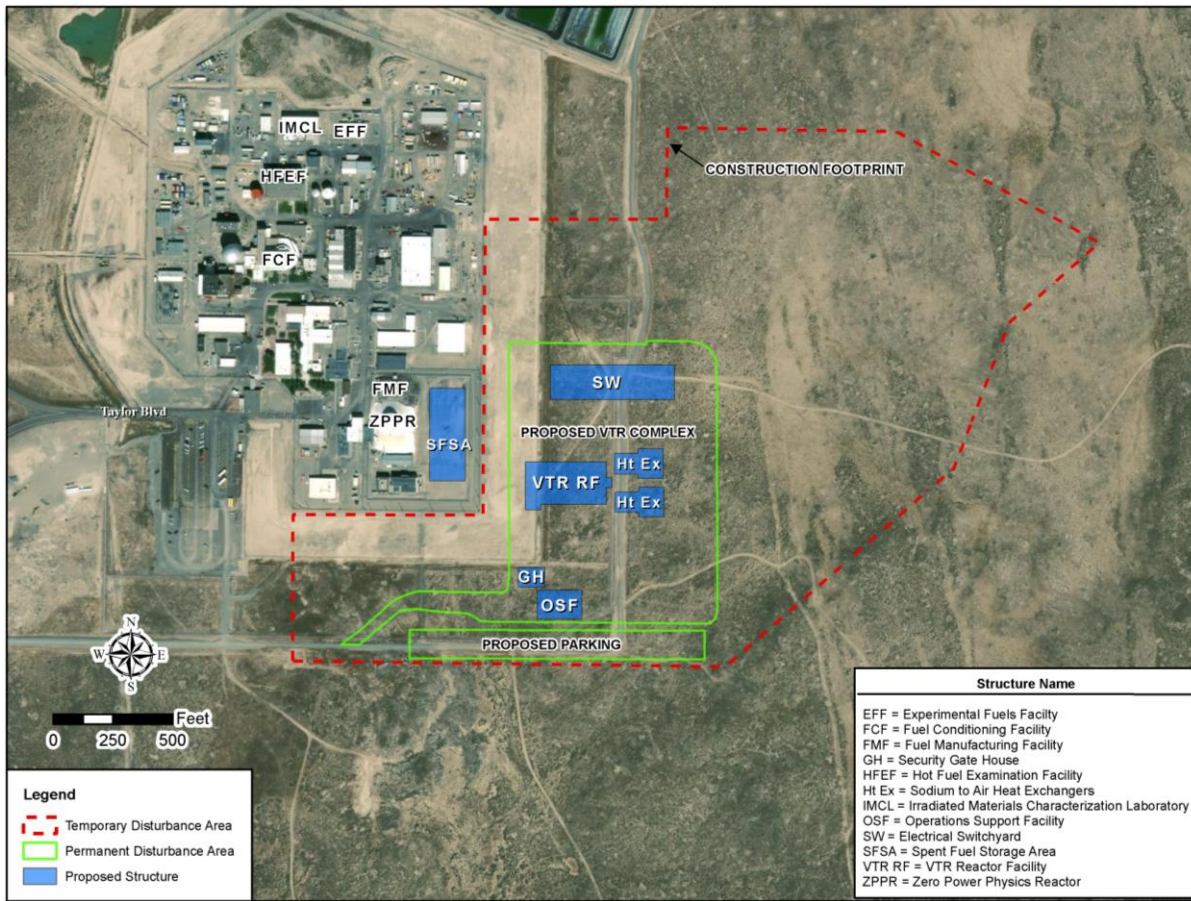 IMCL
EFF
HFEF
FCF
CONSTRUCTION FOOTPRINT
SW
FMF
Taylor Blvd
ZPPR
SFSA
PROPOSED VTR COMPLEX
Ht Ex
VTR RF
Ht Ex
GH
OSF
PROPOSED PARKING
N
W
E
S
Feet
0
250
500
Legend
Temporary Disturbance Area
Permanent Disturbance Area
Proposed Structure
Structure Name
EFF = Experimental Fuels Facilty
FCF = Fuel Conditioning Facility
FMF = Fuel Manufacturing Facility
GH = Security Gate House
HFEF = Hot Fuel Examination Facility
Ht Ex = Sodium to Air Heat Exchangers
IMCL = Irradiated Materials Characterization Laboratory
OSF = Operations Support Facility
SW = Electrical Switchyard
SFSA = Spent Fuel Storage Area
VTR RF = VTR Reactor Facility
ZPPR = Zero Power Physics Reactor